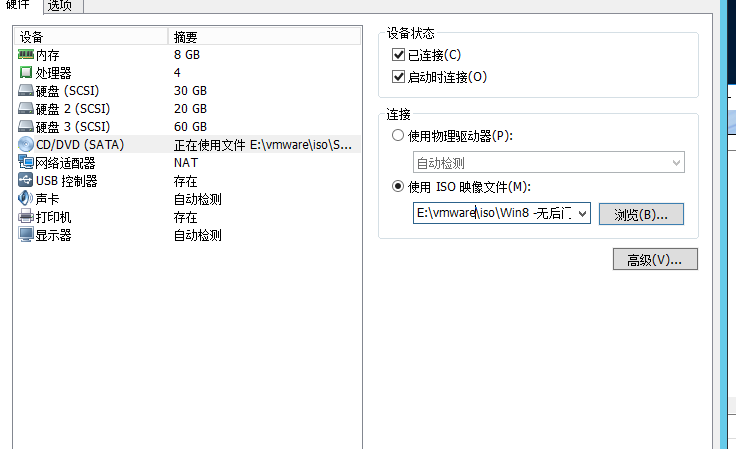 硬件 选项
设备 摘要
内存 8 GB
处理器 4
硬盘 (SCSI) 30 GB
硬盘 2 (SCSI) 20 GB
硬盘 3 (SCSI) 60 GB
CD/DVD (SATA) 正在使用文件 E:\vmware\iso\S...
网络适配器 NAT
USB 控制器 存在
声卡 自动检测
打印机 存在
显示器 自动检测
设备状态
已连接(C)
启动时连接(O)
连接
使用物理驱动器(P):
自动检测
使用 ISO 映像文件(M):
E:\vmware\iso\Win8 -无后门
浏览(B)...
高级(V)...